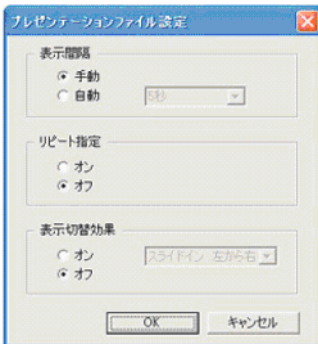 プレゼンテーションファイル設定
表示間隔
手動
自動 5秒
リピート指定
オン
オフ
表示切替効果
オン スライドイン 左から右
オフ
OK キャンセル